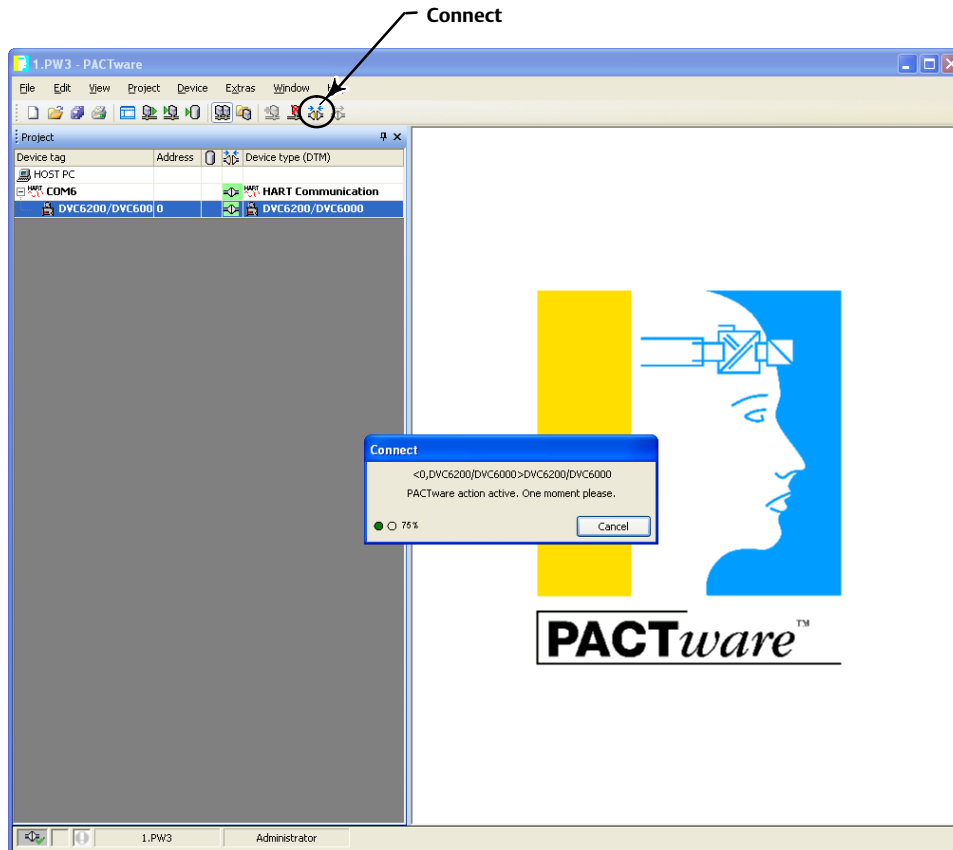 Connect
1.PW3 - PACTware
File Edit View Project Device Extras Window H
Project
Device tag Address Device type (DTM)
HOST PC
HART COM6 HART HART Communication
DVC6200/DVC600 0 DVC6200/DVC6000
Connect
<0,DVC6200/DVC6000>DVC6200/DVC6000
PACTware action active. One moment please.
75%
Cancel
PACTware™
1.PW3 Administrator